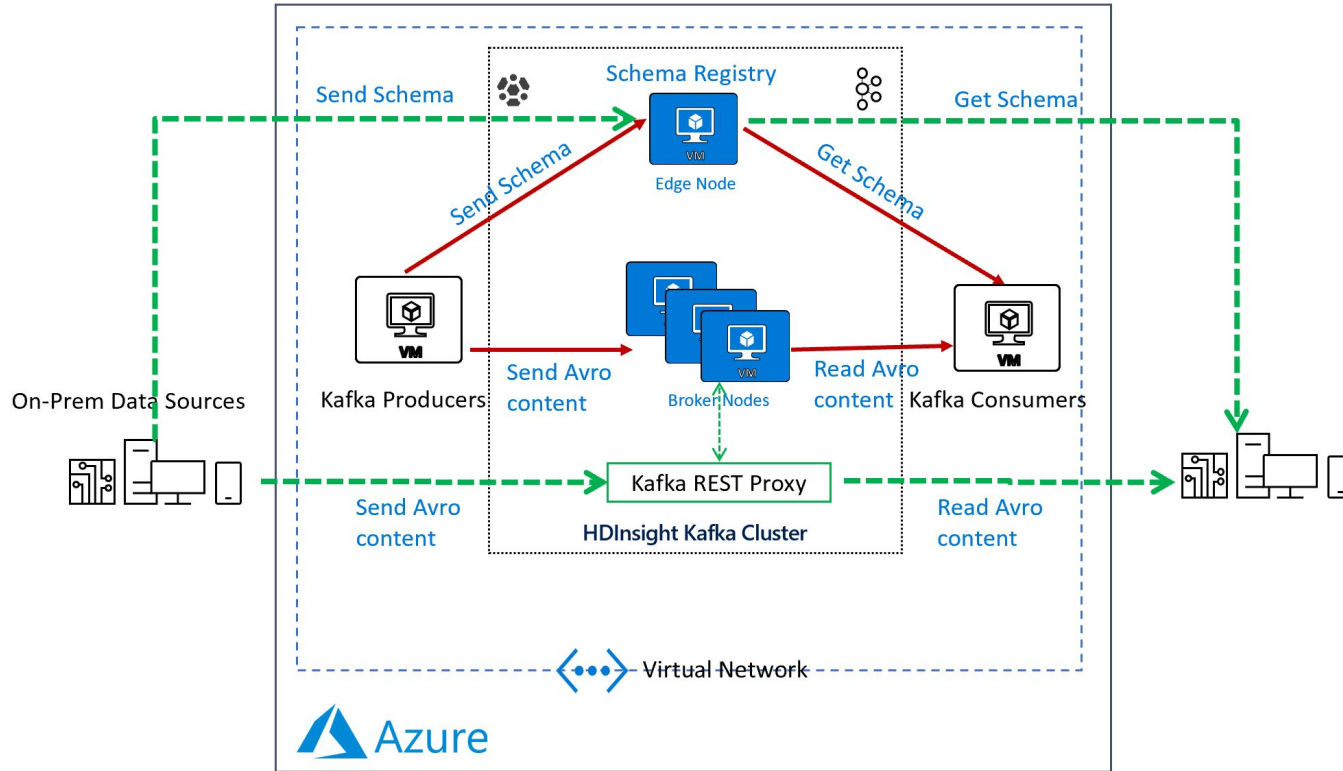 Schema Registry
Send Schema
Get Schema
VM
Edge Node
Send Schema
Get Schema
VM
VM
VM
Send Avro
content
Read Avro
content
Kafka Producers
Broker Nodes
Kafka Consumers
On-Prem Data Sources
Kafka REST Proxy
Send Avro
content
Read Avro
content
HDInsight Kafka Cluster
Virtual Network
Azure